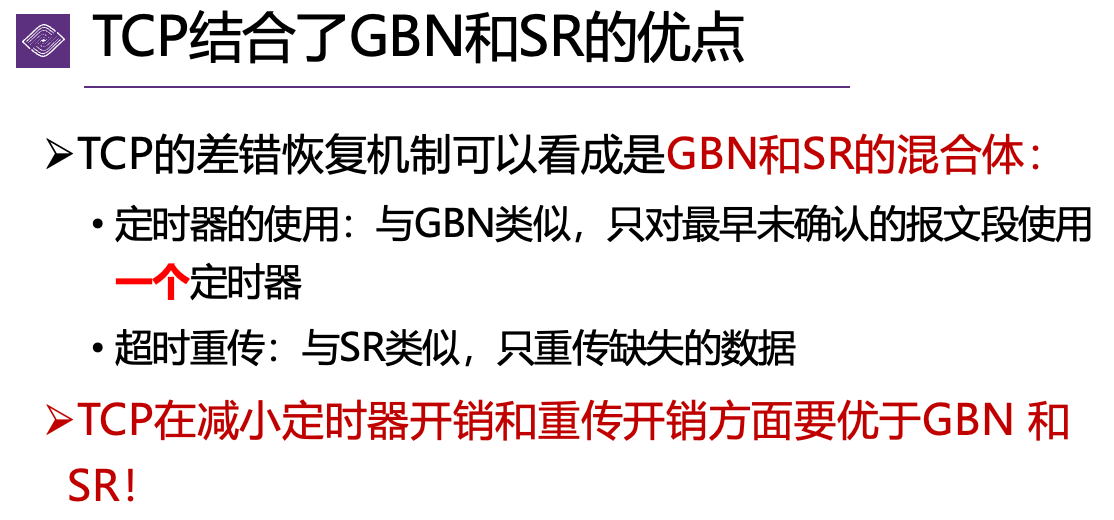 TCP结合了GBN和SR的优点
➢TCP的差错恢复机制可以看成是GBN和SR的混合体：
• 定时器的使用：与GBN类似，只对最早未确认的报文段使用
一个定时器
• 超时重传：与SR类似，只重传缺失的数据
➢TCP在减小定时器开销和重传开销方面要优于GBN 和
SR！